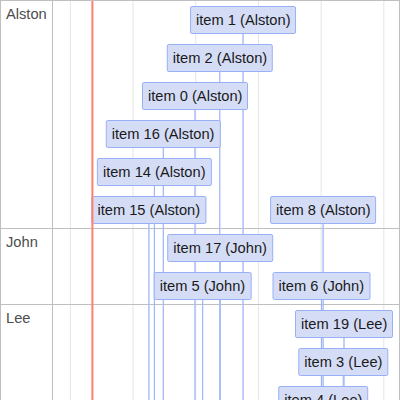 Alston
item 1 (Alston)
item 2 (Alston)
item 0 (Alston)
item 16 (Alston)
item 14 (Alston)
item 15 (Alston)
item 8 (Alston)
John
item 17 (John)
item 5 (John)
item 6 (John)
Lee
item 19 (Lee)
item 3 (Lee)
item 4 (Lee)